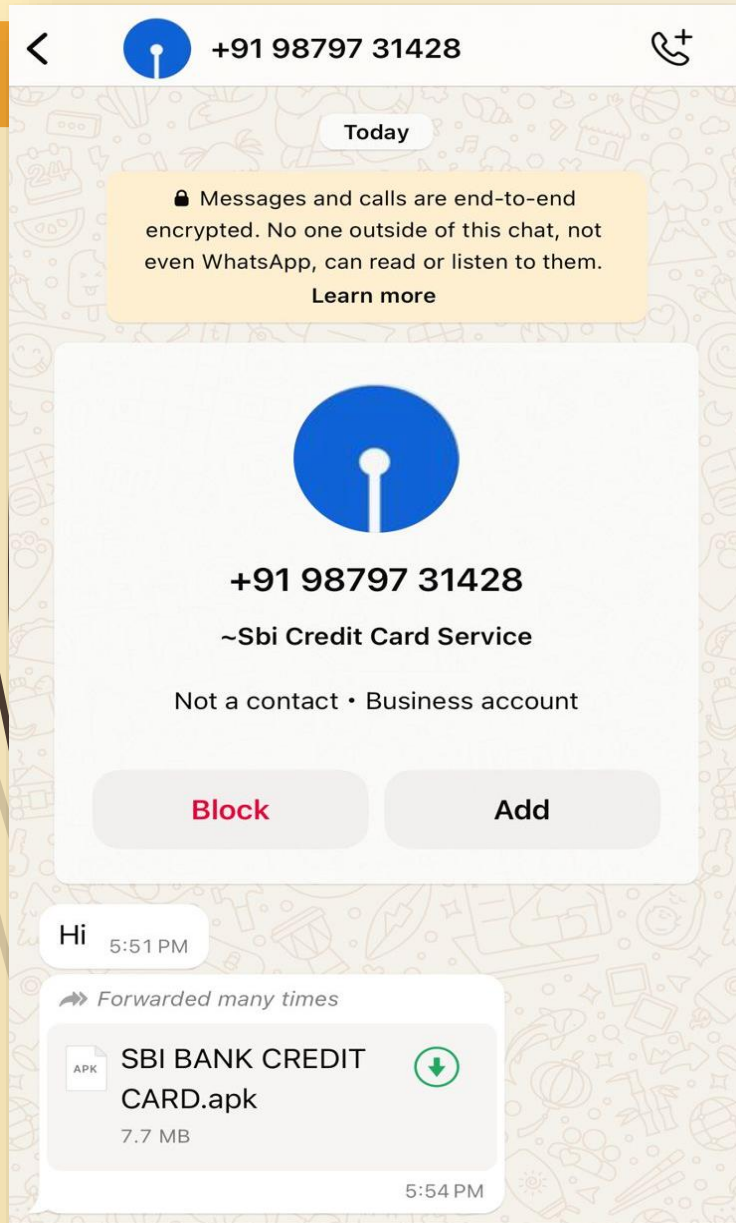 +91 98797 31428
Today
Messages and calls are end-to-end
encrypted. No one outside of this chat, not
even WhatsApp, can read or listen to them.
Learn more
+91 98797 31428
~Sbi Credit Card Service
Not a contact • Business account
Block
Add
Hi
5:51 PM
Forwarded many times
APK
SBI BANK CREDIT
CARD.apk
7.7 MB
5:54 PM